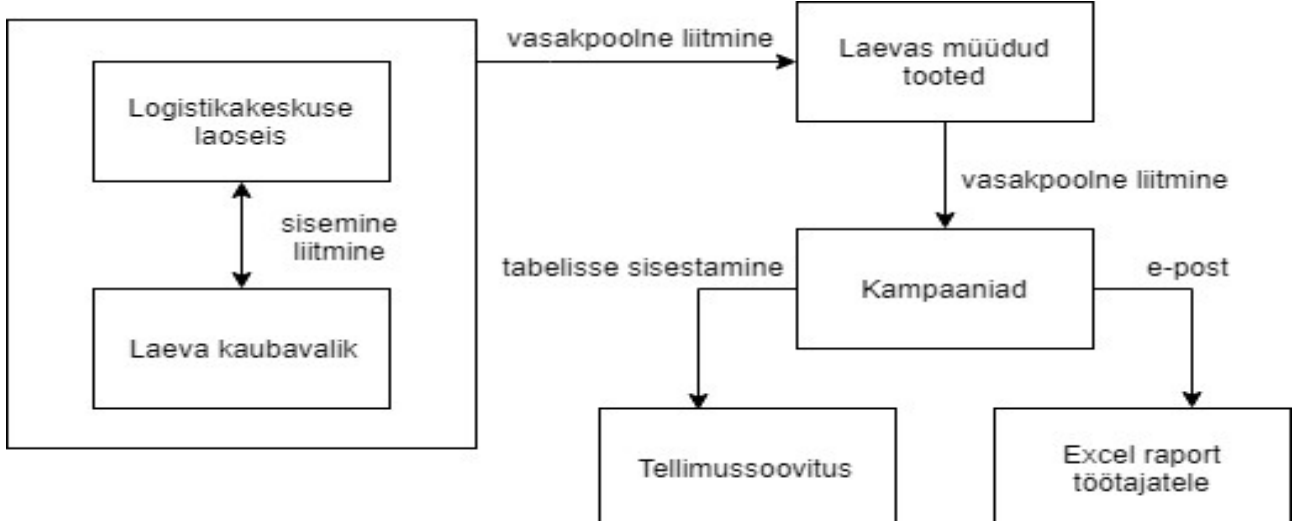 vasakpoolne liitmine
Laevas müüdud
tooted
Logistikakeskuse
laoseis
vasakpoolne liitmine
sisemine
liitmine
tabelisse sisestamine
e-post
Kampaaniad
Laeva kaubavalik
Tellimussoovitus
Excel raport
töötajatele